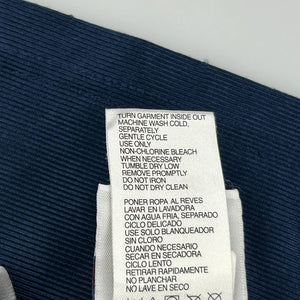 TURN GARMENT INSIDE OUT
MACHINE WASH COLD,
SEPARATELY
GENTLE CYCLE
USE ONLY
NON-CHLORINE BLEACH
WHEN NECESSARY
TUMBLE DRY LOW
REMOVE PROMPTLY
DO NOT IRON
DO NOT DRY CLEAN
PONER ROPA AL REVES
LAVAR EN LAVADORA
CON AGUA FRIA, SEPARADO
CICLO DELICADO
USE SOLO BLANQUEADOR
SIN CLORO
CUANDO NECESARIO
SECAR EN SECADORA
CICLO LENTO
RETIRAR RAPIDAMENTE
NO PLANCHAR
NO LAVE EN SECO